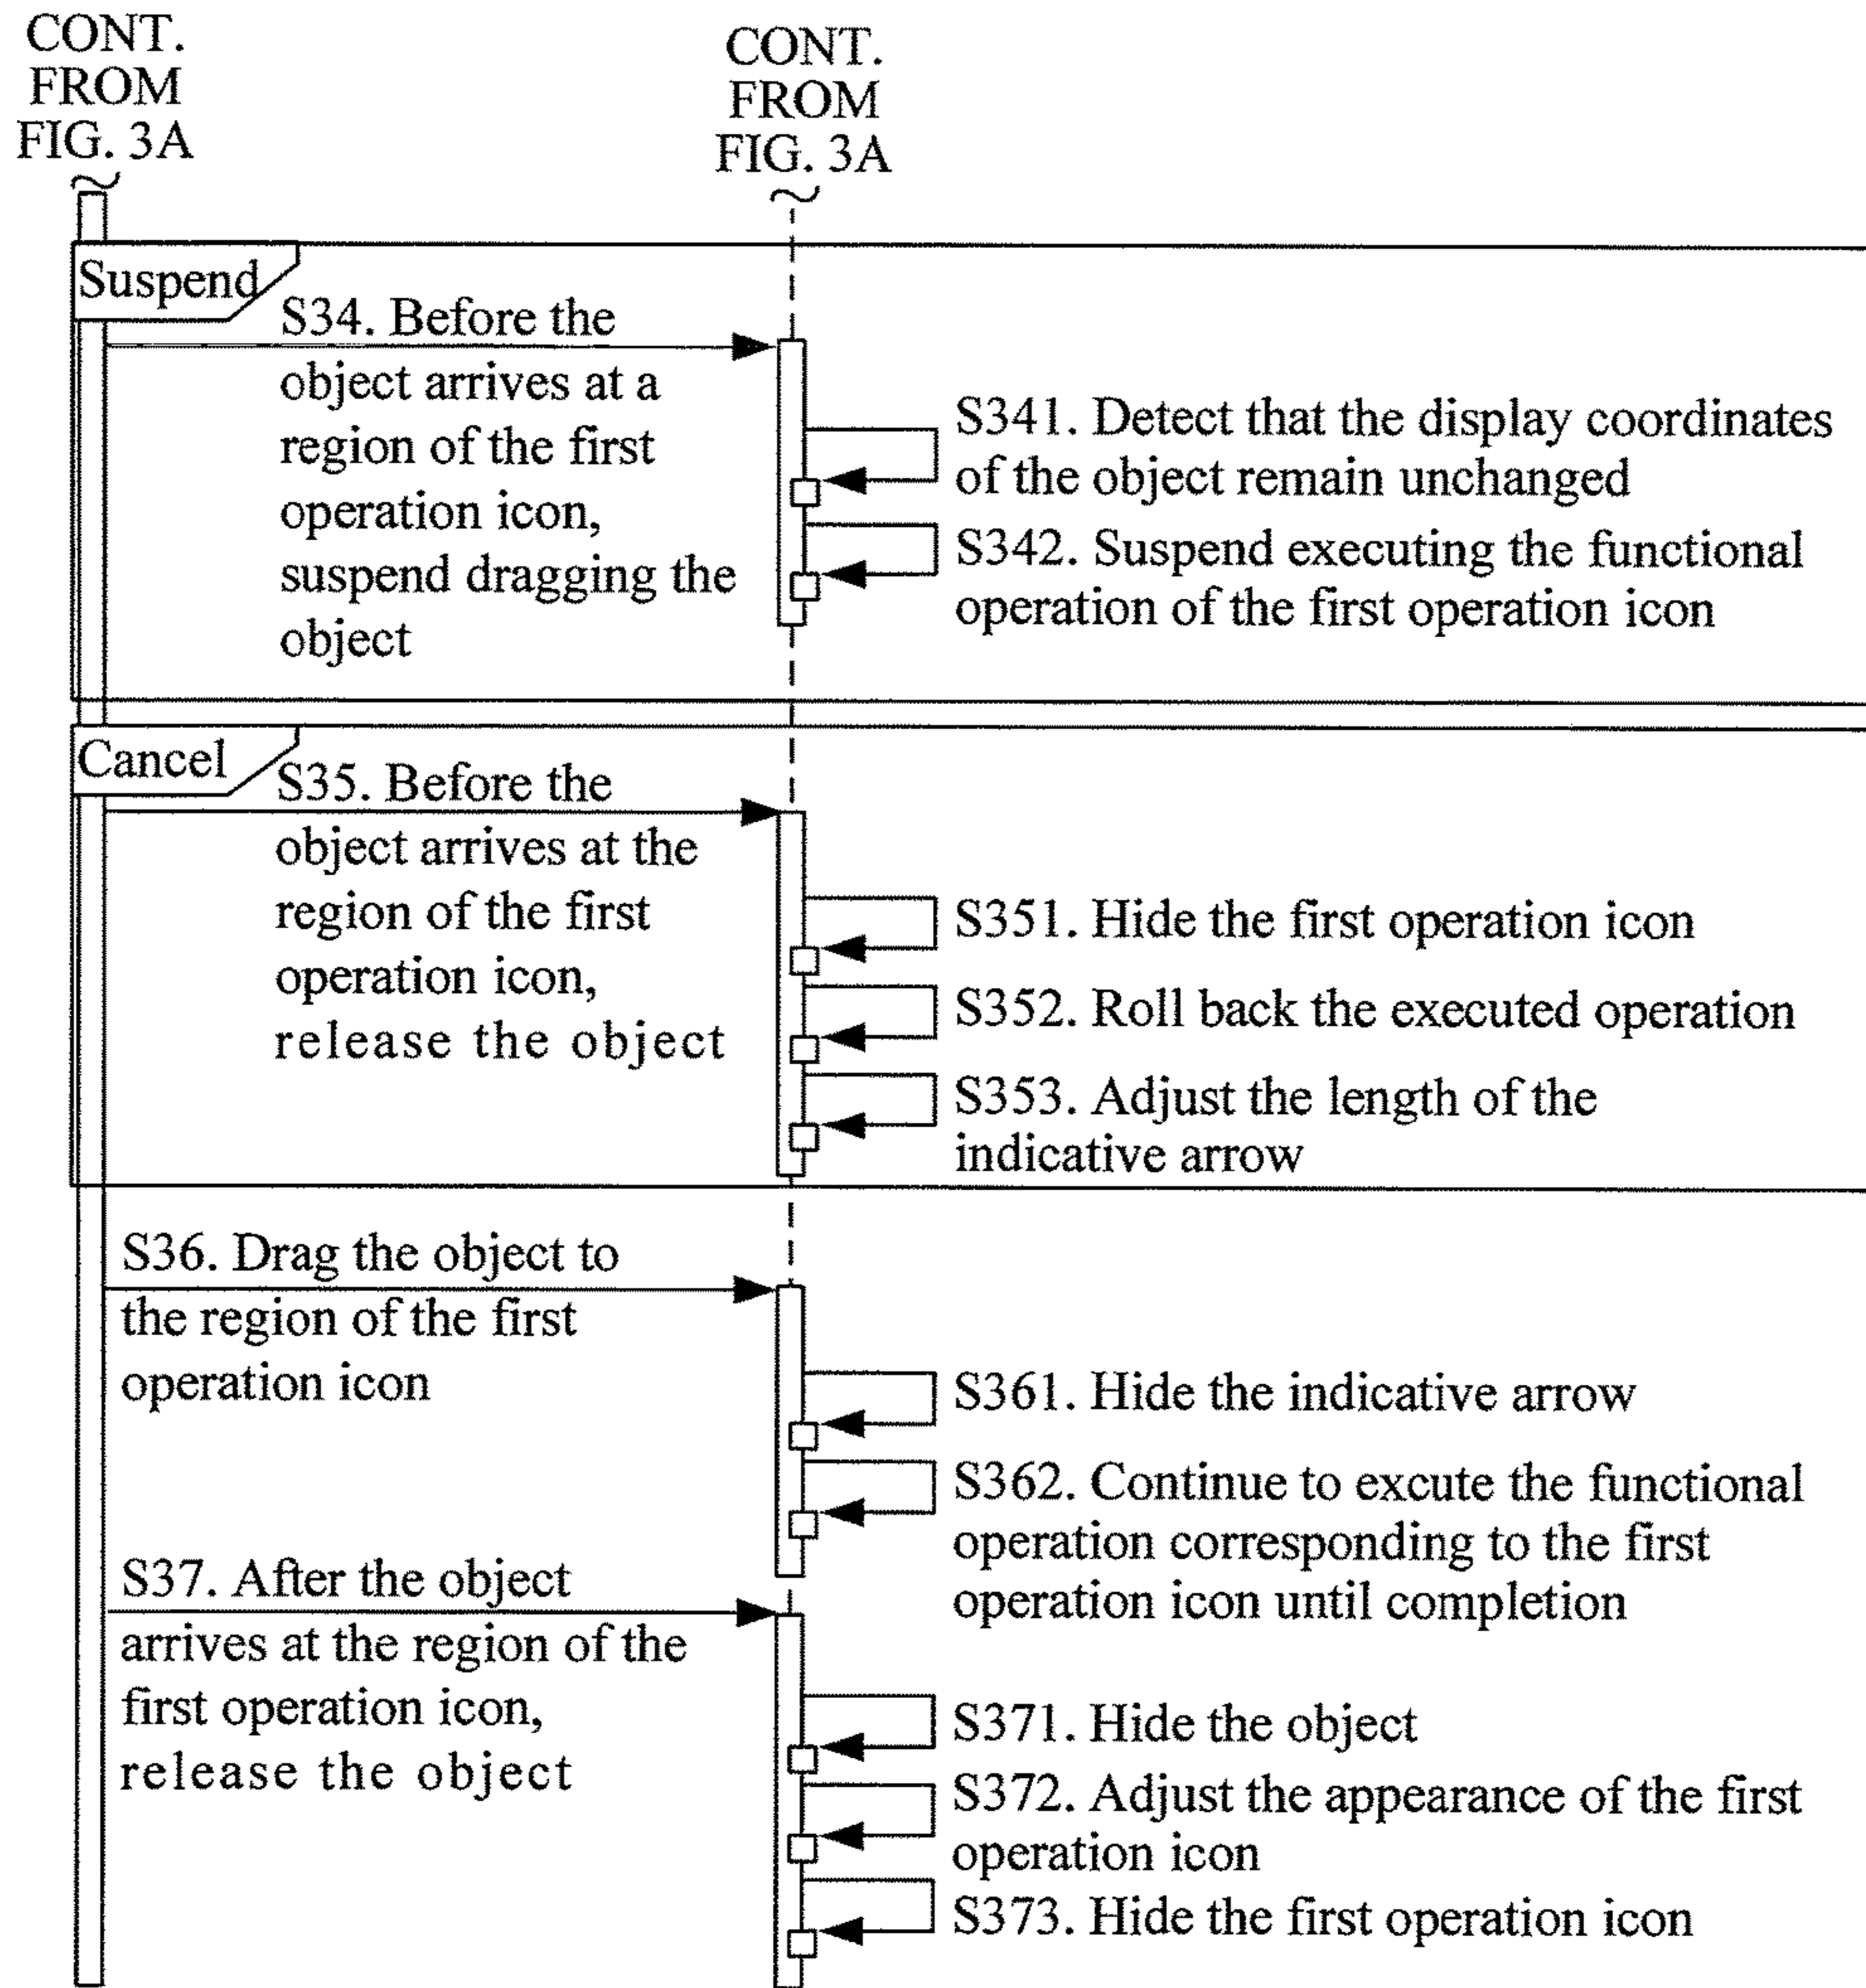 CONT.
FROM
FIG. 3A
CONT.
FROM
FIG. 3A
Suspend
S34. Before the
object arrives at a
region of the first
operation icon,
suspend dragging the
object
S341. Detect that the display coordinates
of the object remain unchanged
S342. Suspend executing the functional
operation of the first operation icon
Cancel
S35. Before the
object arrives at the
region of the first
operation icon,
release the object
S351. Hide the first operation icon
S352. Roll back the executed operation
S353. Adjust the length of the
indicative arrow
S36. Drag the object to
the region of the first
operation icon
S361. Hide the indicative arrow
S362. Continue to excute the functional
operation corresponding to the first
operation icon until completion
S37. After the object
arrives at the region of the
first operation icon,
release the object
S371. Hide the object
S372. Adjust the appearance of the first
operation icon
S373. Hide the first operation icon